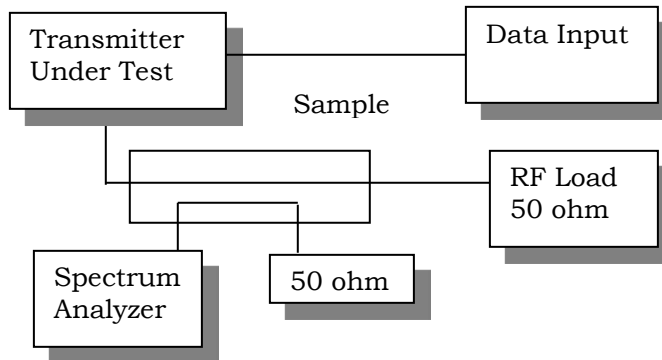 Transmitter
Under Test
Data Input
Sample
RF Load
50 ohm
Spectrum
Analyzer
50 ohm